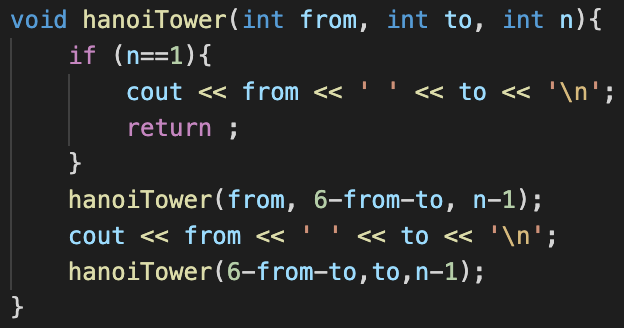 void hanoiTower(int from, int to, int n){
    if (n==1){
        cout << from << ' ' << to << '\n';
        return ;
    }
    hanoiTower(from, 6-from-to, n-1);
    cout << from << ' ' << to << '\n';
    hanoiTower(6-from-to,to,n-1);
}